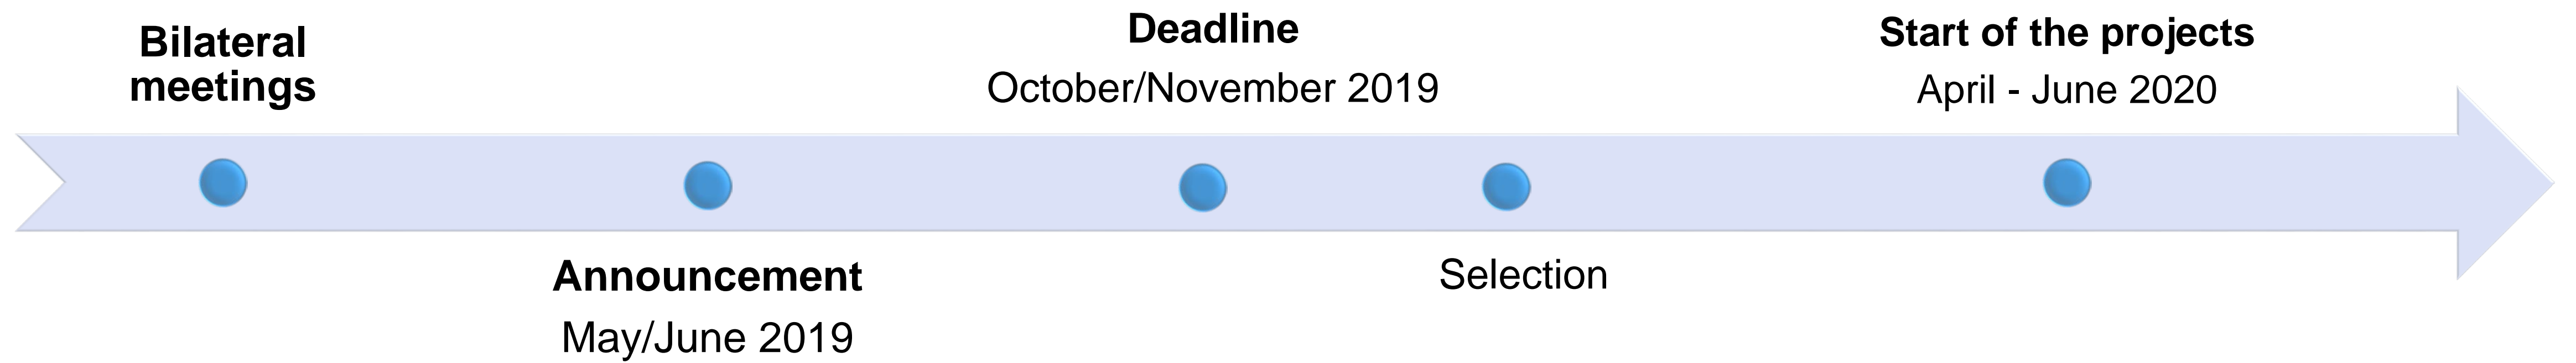 Bilateral
meetings
Announcement
May/June 2019
Deadline
October/November 2019
Selection
Start of the projects
April - June 2020